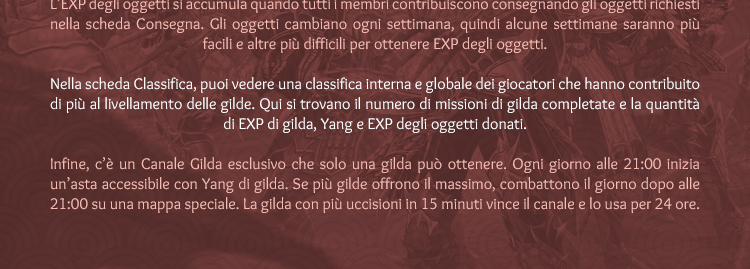 L'EXP degli oggetti si accumula quando tutti i membri contribuiscono consegnando gli oggetti richiesti
nella scheda Consegna. Gli oggetti cambiano ogni settimana, quindi alcune settimane saranno più
facili e altre più difficili per ottenere EXP degli oggetti.
Nella scheda Classifica, puoi vedere una classifica interna e globale dei giocatori che hanno contribuito
di più al livellamento delle gilde. Qui si trovano il numero di missioni di gilda completate e la quantità
di EXP di gilda, Yang e EXP degli oggetti donati.
Infine, c'è un Canale Gilda esclusivo che solo una gilda può ottenere. Ogni giorno alle 21:00 inizia
un'asta accessibile con Yang di gilda. Se più gilde offrono il massimo, combattono il giorno dopo alle
21:00 su una mappa speciale. La gilda con più uccisioni in 15 minuti vince il canale e lo usa per 24 ore.